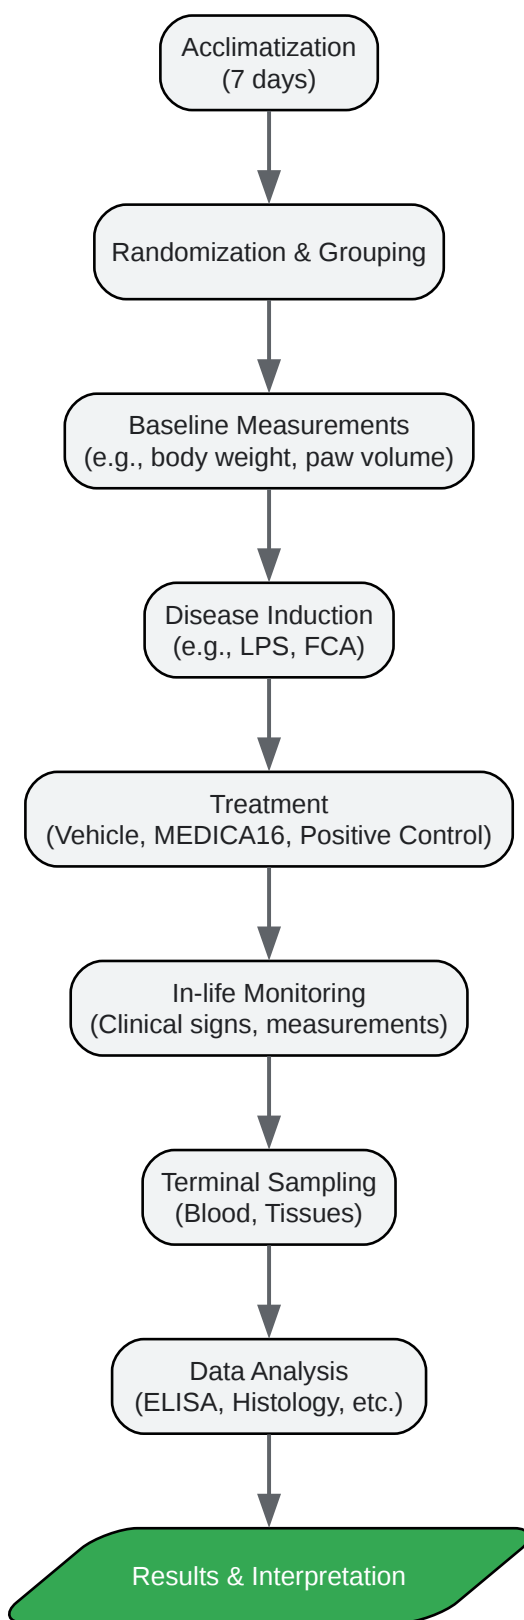 Acclimatization
(7 days)
Randomization & Grouping
Baseline Measurements
(e.g., body weight, paw volume)
Disease Induction
(e.g., LPS, FCA)
Treatment
(Vehicle, MEDICA16, Positive Control)
In-life Monitoring
(Clinical signs, measurements)
Terminal Sampling
(Blood, Tissues)
Data Analysis
(ELISA, Histology, etc.)
Results & Interpretation